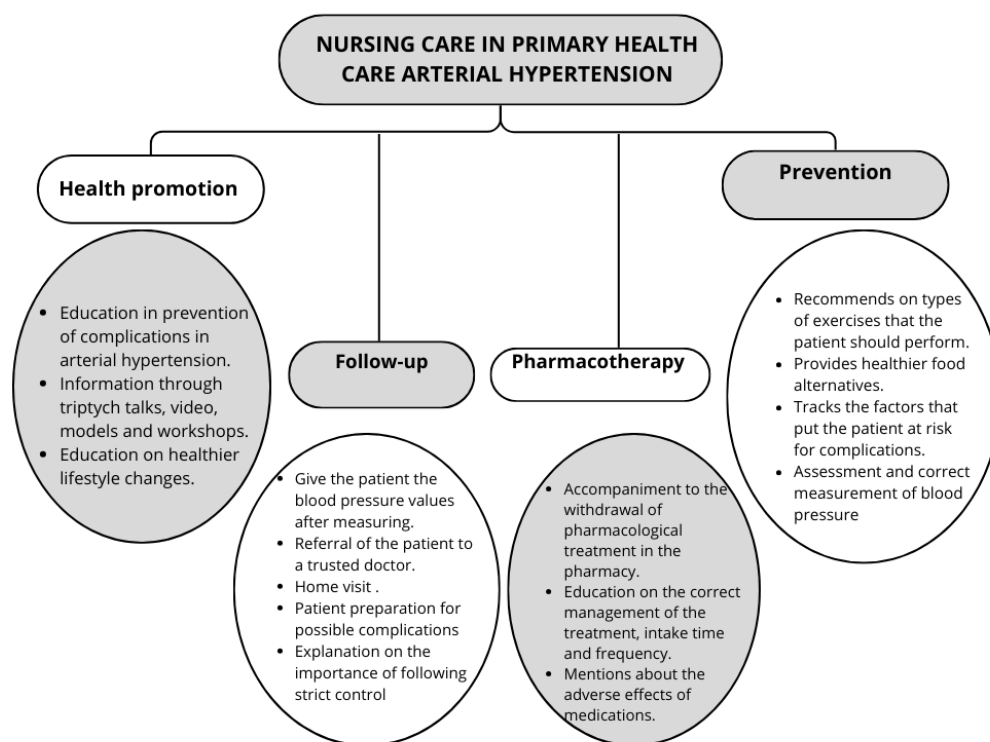 NURSING CARE IN PRIMARY HEALTH
CARE ARTERIAL HYPERTENSION
Health promotion
• Education in prevention
of complications in
arterial hypertension.
• Information through
triptych talks, video,
models and workshops.
• Education on healthier
lifestyle changes.
Follow-up
• Give the patient the
blood pressure values
after measuring.
• Referral of the patient to
a trusted doctor.
• Home visit .
• Patient preparation for
possible complications
• Explanation on the
importance of following
strict control
Pharmacotherapy
• Accompaniment to the
withdrawal of
pharmacological
treatment in the
pharmacy.
• Education on the correct
management of the
treatment, intake time
and frequency.
• Mentions about the
adverse effects of
medications.
Prevention
• Recommends on types
of exercises that the
patient should perform.
• Provides healthier food
alternatives.
• Tracks the factors that
put the patient at risk
for complications.
• Assessment and correct
measurement of blood
pressure